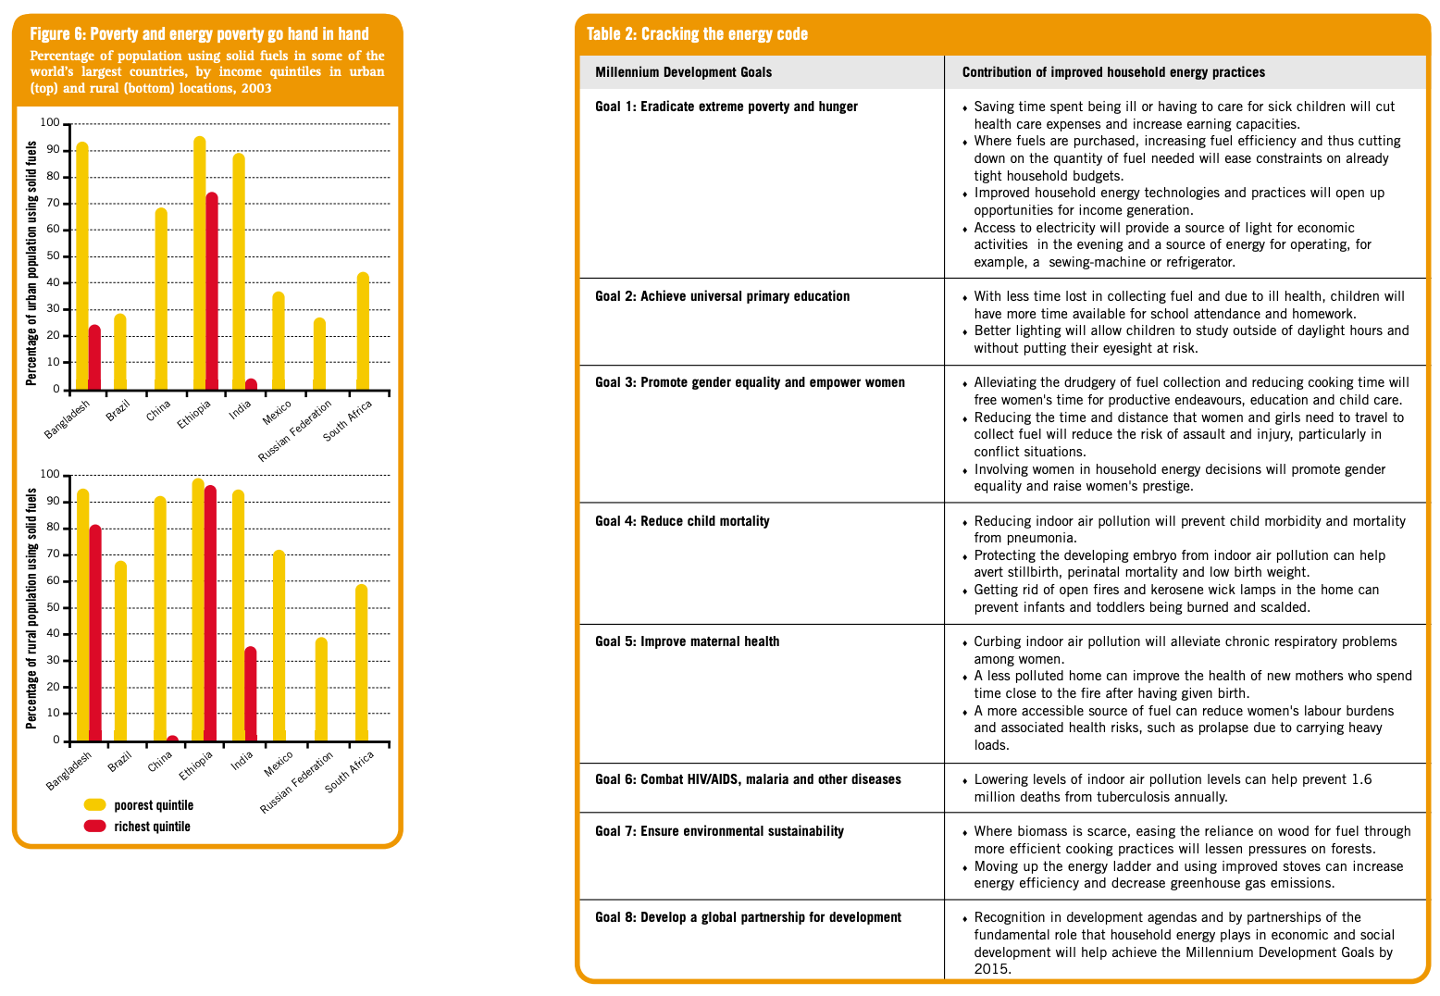 Figure 6: Poverty and energy poverty go hand in hand
Percentage of population using solid fuels in some of the
world's largest countries, by income quintiles in urban
(top) and rural (bottom) locations, 2003
Percentage of urban population using solid fuels
100
90
80
70
60
50
40
30
20
10
0
Bangladesh
Brazil
China
Ethiopia
India
Mexico
Russian Federation
South Africa
Percentage of rural population using solid fuels
100
90
80
70
60
50
40
30
20
10
0
Bangladesh
Brazil
China
Ethiopia
India
Mexico
Russian Federation
South Africa
poorest quintile
richest quintile
Table 2: Cracking the energy code
Millennium Development Goals
Contribution of improved household energy practices
Goal 1: Eradicate extreme poverty and hunger
⬧ Saving time spent being ill or having to care for sick children will cut
health care expenses and increase earning capacities.
⬧ Where fuels are purchased, increasing fuel efficiency and thus cutting
down on the quantity of fuel needed will ease constraints on already
tight household budgets.
⬧ Improved household energy technologies and practices will open up
opportunities for income generation.
⬧ Access to electricity will provide a source of light for economic
activities in the evening and a source of energy for operating, for
example, a sewing-machine or refrigerator.
Goal 2: Achieve universal primary education
⬧ With less time lost in collecting fuel and due to ill health, children will
have more time available for school attendance and homework.
⬧ Better lighting will allow children to study outside of daylight hours and
without putting their eyesight at risk.
Goal 3: Promote gender equality and empower women
⬧ Alleviating the drudgery of fuel collection and reducing cooking time will
free women's time for productive endeavours, education and child care.
⬧ Reducing the time and distance that women and girls need to travel to
collect fuel will reduce the risk of assault and injury, particularly in
conflict situations.
⬧ Involving women in household energy decisions will promote gender
equality and raise women's prestige.
Goal 4: Reduce child mortality
⬧ Reducing indoor air pollution will prevent child morbidity and mortality
from pneumonia.
⬧ Protecting the developing embryo from indoor air pollution can help
avert stillbirth, perinatal mortality and low birth weight.
⬧ Getting rid of open fires and kerosene wick lamps in the home can
prevent infants and toddlers being burned and scalded.
Goal 5: Improve maternal health
⬧ Curbing indoor air pollution will alleviate chronic respiratory problems
among women.
⬧ A less polluted home can improve the health of new mothers who spend
time close to the fire after having given birth.
⬧ A more accessible source of fuel can reduce women's labour burdens
and associated health risks, such as prolapse due to carrying heavy
loads.
Goal 6: Combat HIV/AIDS, malaria and other diseases
⬧ Lowering levels of indoor air pollution levels can help prevent 1.6
million deaths from tuberculosis annually.
Goal 7: Ensure environmental sustainability
⬧ Where biomass is scarce, easing the reliance on wood for fuel through
more efficient cooking practices will lessen pressures on forests.
⬧ Moving up the energy ladder and using improved stoves can increase
energy efficiency and decrease greenhouse gas emissions.
Goal 8: Develop a global partnership for development
⬧ Recognition in development agendas and by partnerships of the
fundamental role that household energy plays in economic and social
development will help achieve the Millennium Development Goals by
2015.